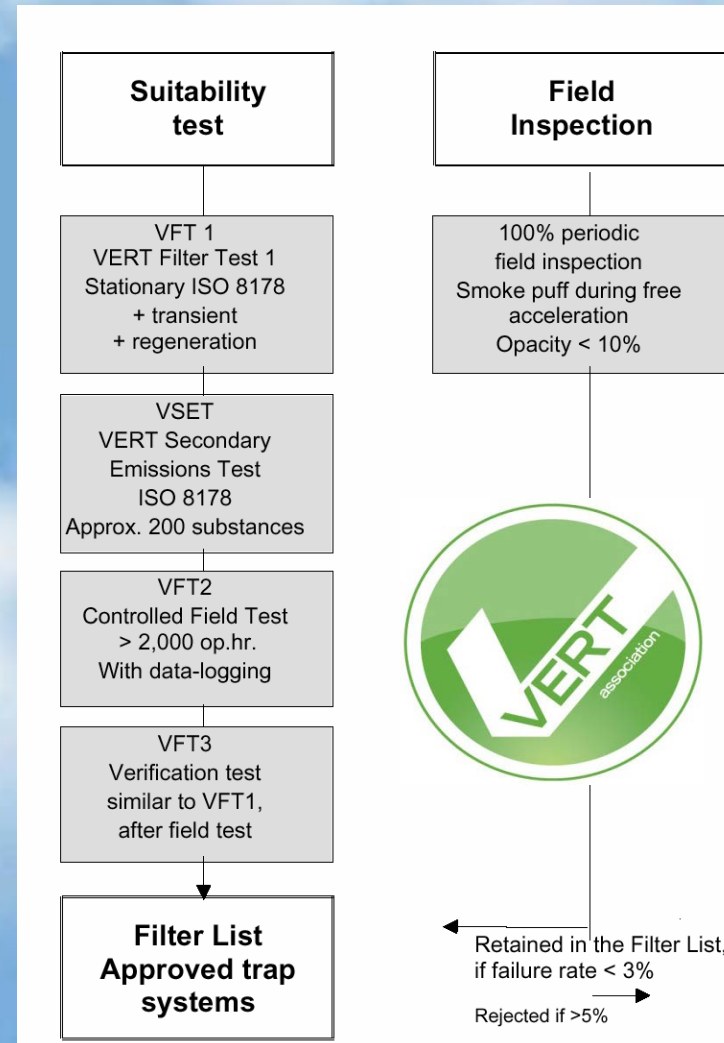 Suitability
test
VFT 1
VERT Filter Test 1
Stationary ISO 8178
+ transient
+ regeneration
VSET
VERT Secondary
Emissions Test
ISO 8178
Approx. 200 substances
VFT2
Controlled Field Test
> 2,000 op.hr.
With data-logging
VFT3
Verification test
similar to VFT1,
after field test
Filter List
Approved trap
systems
Field
Inspection
100% periodic
field inspection
Smoke puff during free
acceleration
Opacity < 10%
VERT
association
Retained in the Filter List,
if failure rate < 3%
Rejected if >5%